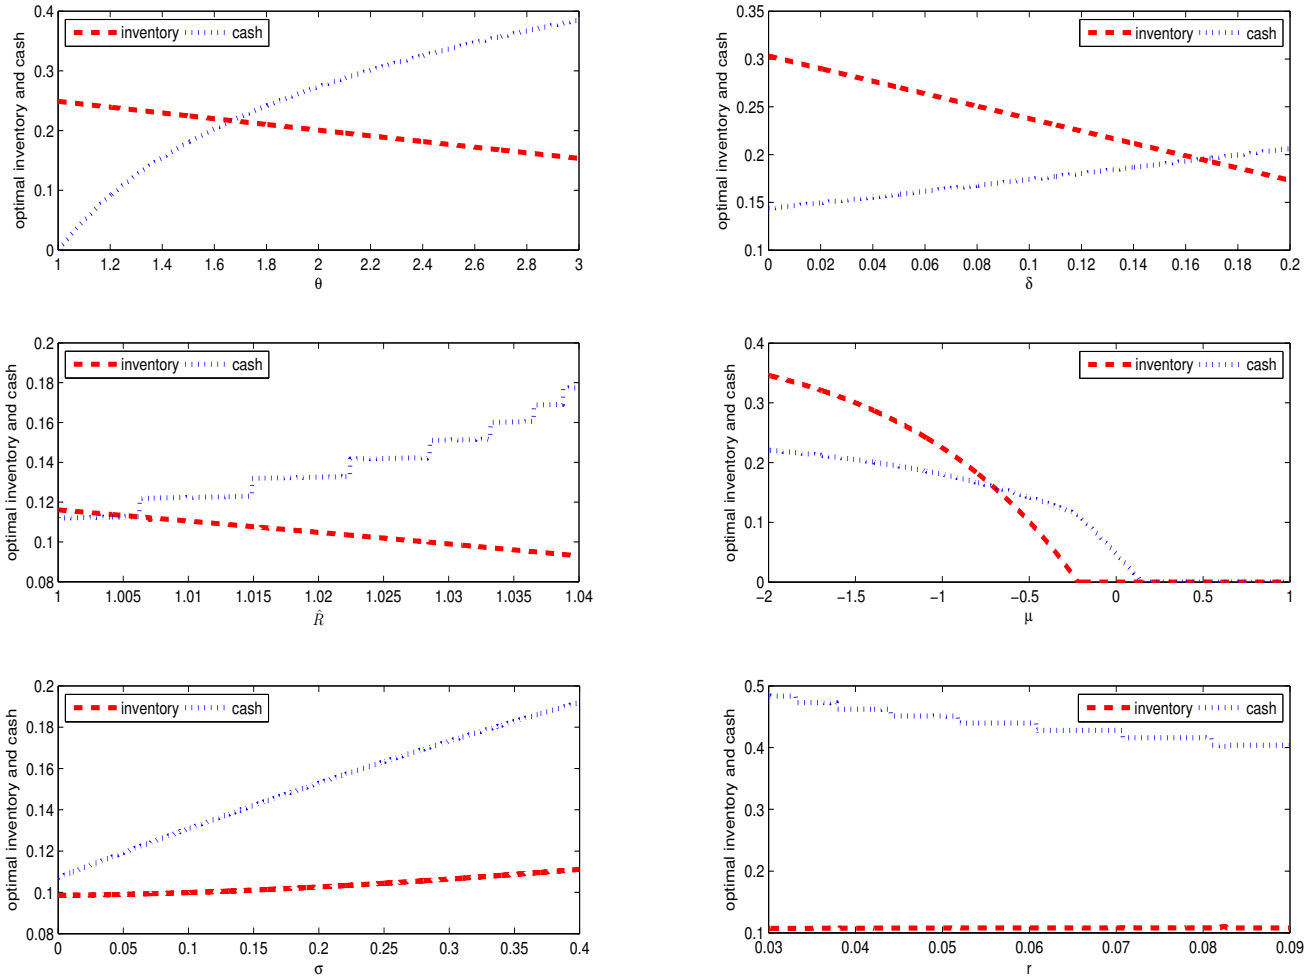 optimal inventory and cash
inventory cash
0.4
0.3
0.2
0.1
0
1 1.2 1.4 1.6 1.8 2 2.2 2.4 2.6 2.8 3
θ
optimal inventory and cash
inventory cash
0.35
0.3
0.25
0.2
0.15
0.1
0 0.02 0.04 0.06 0.08 0.10 0.12 0.14 0.16 0.18 0.2
δ
optimal inventory and cash
inventory cash
0.2
0.18
0.16
0.14
0.12
0.1
0.08
1 1.005 1.01 1.015 1.02 1.025 1.03 1.035 1.04
R̂
optimal inventory and cash
inventory cash
0.4
0.3
0.2
0.1
0
−2 −1.5 −1 −0.5 0 0.5 1
μ
optimal inventory and cash
inventory cash
0.2
0.18
0.16
0.14
0.12
0.1
0.08
0 0.05 0.1 0.15 0.2 0.25 0.3 0.35 0.4
σ
optimal inventory and cash
inventory cash
0.5
0.4
0.3
0.2
0.1
0.03 0.04 0.05 0.06 0.07 0.08 0.09
r